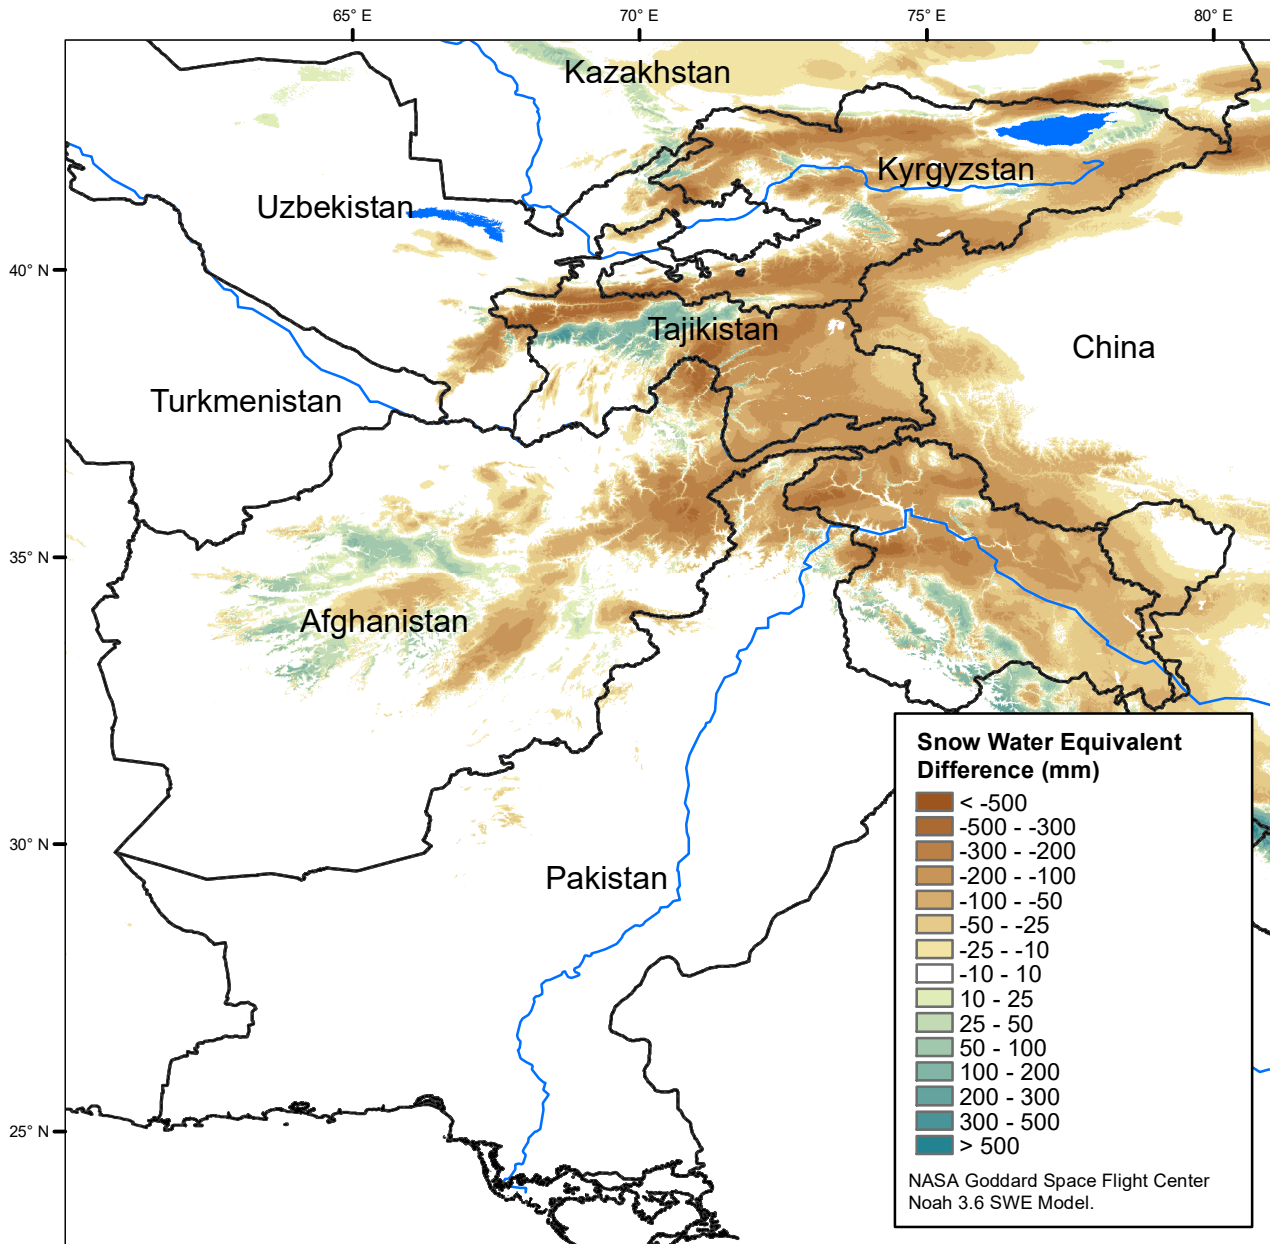 65° E
70° E
75° E
80° E
Kazakhstan
Kyrgyzstan
Uzbekistan
40° N
Tajikistan
China
Turkmenistan
35° N
Afghanistan
30° N
Pakistan
25° N
Snow Water Equivalent
Difference (mm)
< -500
-500 - -300
-300 - -200
-200 - -100
-100 - -50
-50 - -25
-25 - -10
-10 - 10
10 - 25
25 - 50
50 - 100
100 - 200
200 - 300
300 - 500
> 500
NASA Goddard Space Flight Center
Noah 3.6 SWE Model.